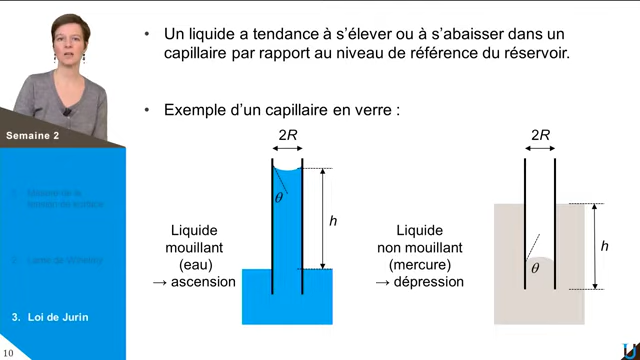 • Un liquide a tendance à s’élever ou à s’abaisser dans un
capillaire par rapport au niveau de référence du réservoir.
• Exemple d’un capillaire en verre :
Semaine 2
3. Loi de Jurin
10
2R
θ
h
Liquide
mouillant
(eau)
→ ascension
2R
θ
h
Liquide
non mouillant
(mercure)
→ dépression